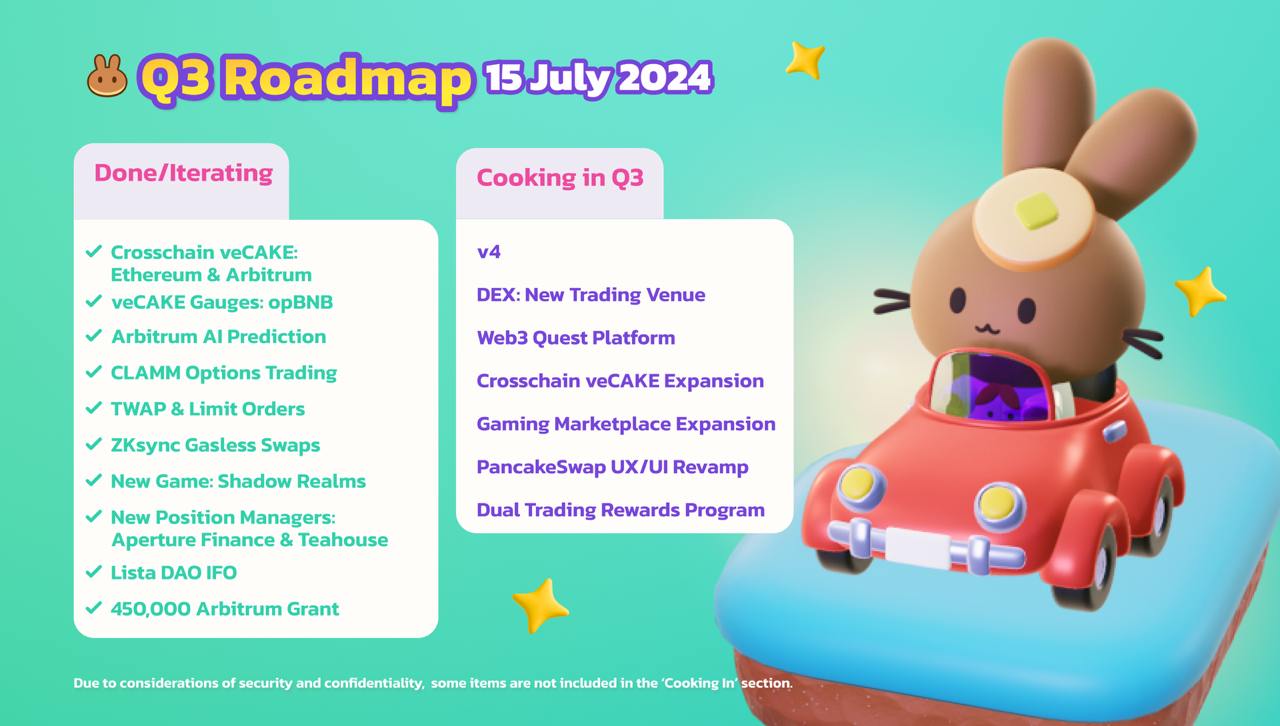 Q3 Roadmap 15 July 2024
Done/Iterating
Crosschain veCAKE:
Ethereum & Arbitrum
veCAKE Gauges: opBNB
Arbitrum AI Prediction
CLAMM Options Trading
TWAP & Limit Orders
ZKsync Gasless Swaps
New Game: Shadow Realms
New Position Managers:
Aperture Finance & Teahouse
Lista DAO IFO
450,000 Arbitrum Grant
Cooking in Q3
v4
DEX: New Trading Venue
Web3 Quest Platform
Crosschain veCAKE Expansion
Gaming Marketplace Expansion
PancakeSwap UX/UI Revamp
Dual Trading Rewards Program
Due to considerations of security and confidentiality, some items are not included in the ‘Cooking In’ section.